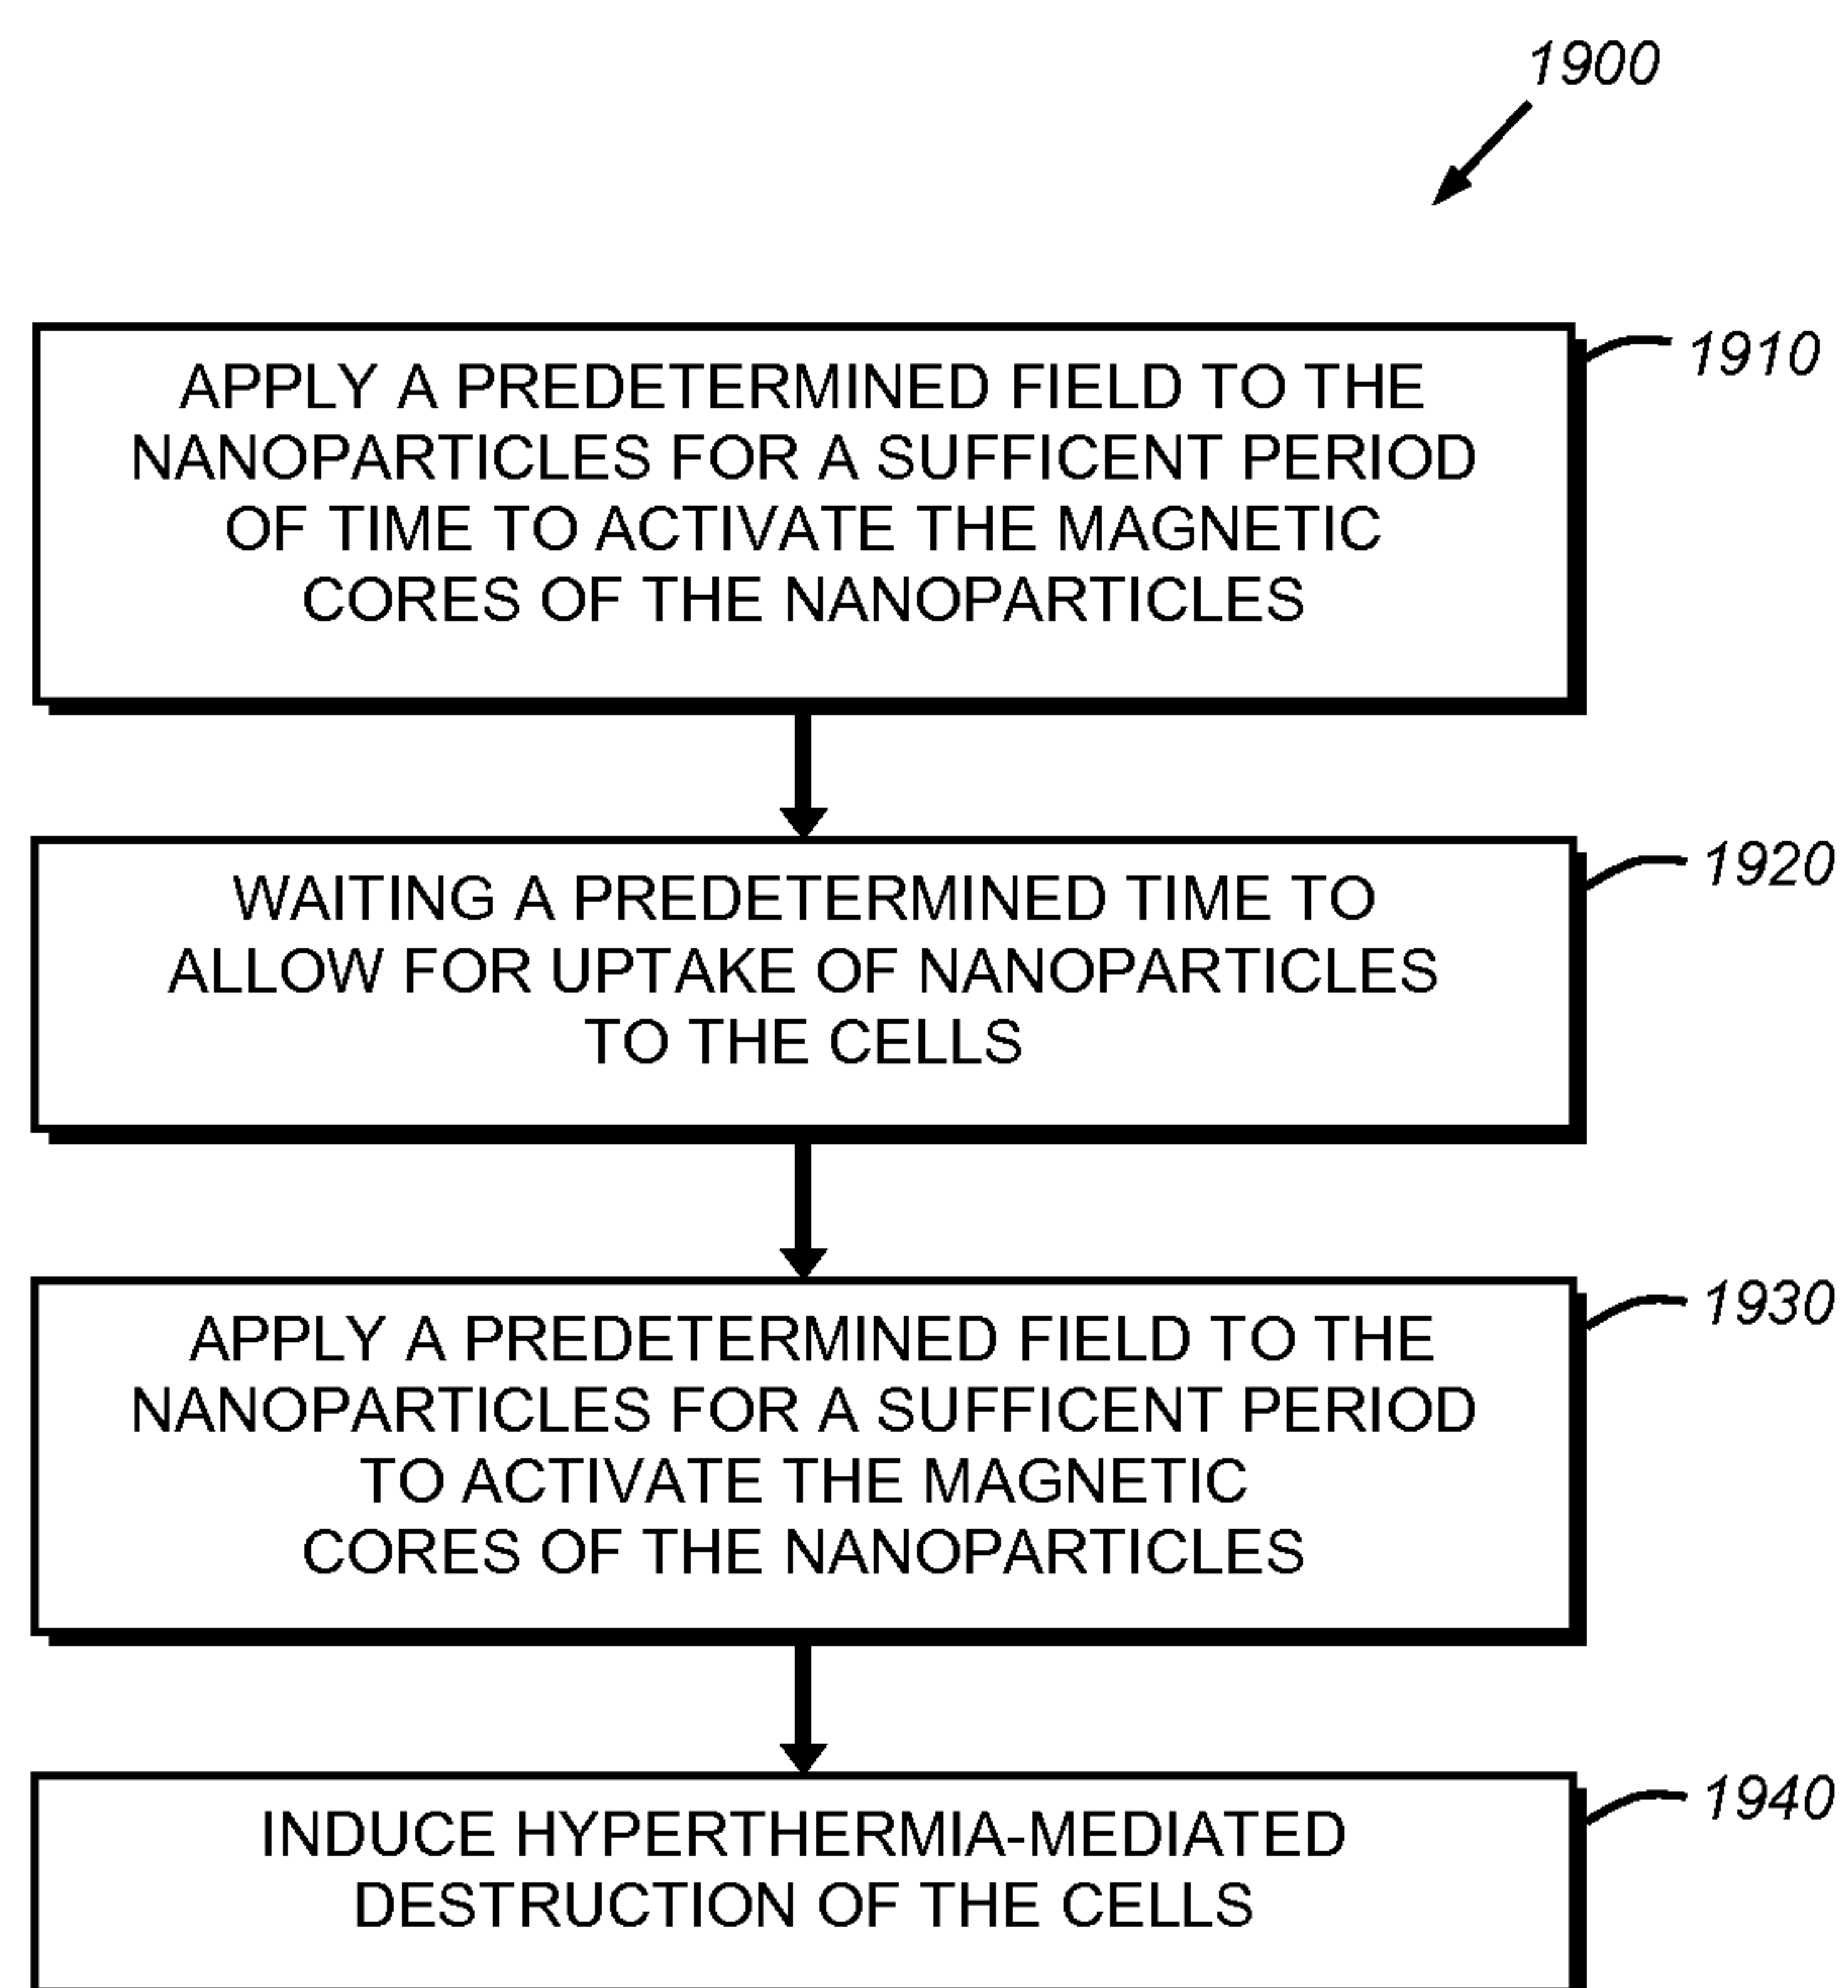 1900
APPLY A PREDETERMINED FIELD TO THE
NANOPARTICLES FOR A SUFFICENT PERIOD
OF TIME TO ACTIVATE THE MAGNETIC
CORES OF THE NANOPARTICLES
1910
WAITING A PREDETERMINED TIME TO
ALLOW FOR UPTAKE OF NANOPARTICLES
TO THE CELLS
1920
APPLY A PREDETERMINED FIELD TO THE
NANOPARTICLES FOR A SUFFICENT PERIOD
TO ACTIVATE THE MAGNETIC
CORES OF THE NANOPARTICLES
1930
INDUCE HYPERTHERMIA-MEDIATED
DESTRUCTION OF THE CELLS
1940